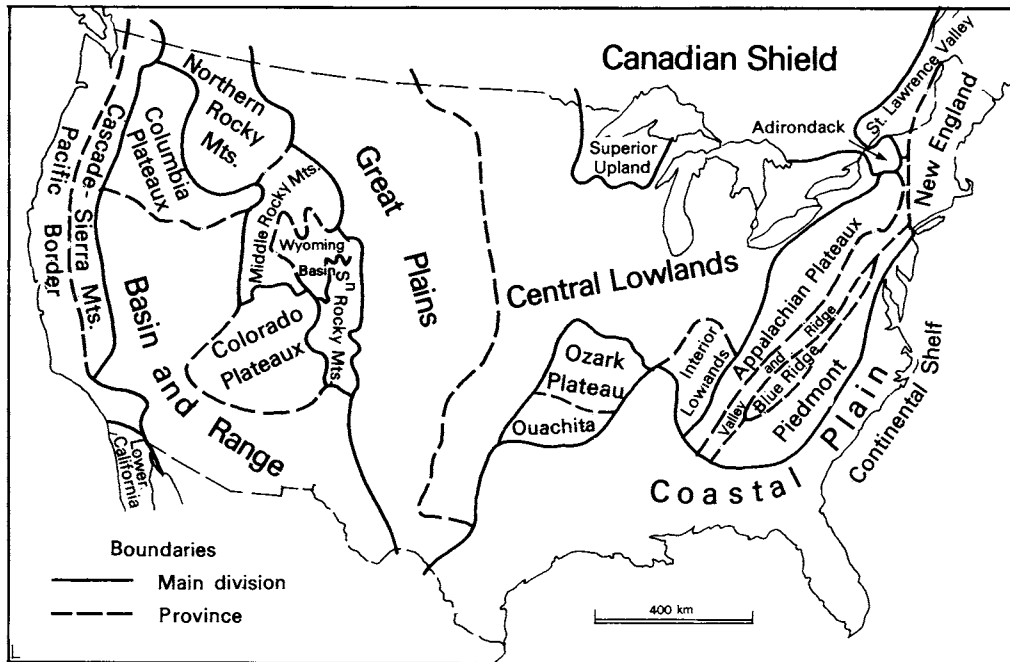 Canadian Shield
St. Lawrence Valley
New England
Adirondack
Superior
Upland
Northern
Rocky
Mts.
Cascade-Sierra Mts.
Columbia
Plateaux
Pacific
Border
Great
Plains
Middle Rocky Mts.
Wyoming
Basin
Sn Rocky Mts
Central Lowlands
Basin and Range
Colorado
Plateaux
Ozark
Plateau
Ouachita
Interior
Lowlands
Appalachian Plateaux
Valley and Ridge
Blue Ridge
Piedmont
Coastal Plain
Continental Shelf
Lower
California
Boundaries
Main division
Province
400 km